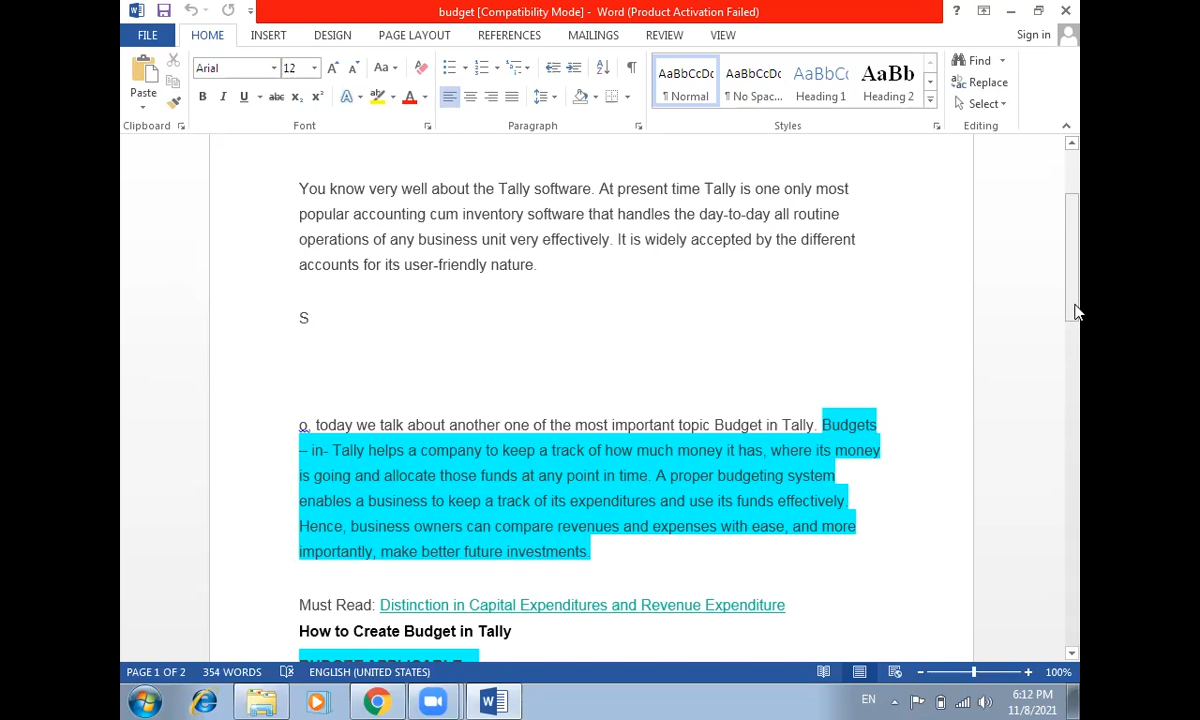 budget [Compatibility Mode] - Word (Product Activation Failed)
?
FILE HOME INSERT DESIGN PAGE LAYOUT REFERENCES MAILINGS REVIEW VIEW Sign in
Paste
Arial 12
Aa
B I U abc X₂ X² A ab A
AaBbCcDc AaBbCcDc AaBbCc AaBb
¶ Normal ¶ No Spac... Heading 1 Heading 2
Find
Replace
Select
Clipboard Font Paragraph Styles Editing
You know very well about the Tally software. At present time Tally is one only most
popular accounting cum inventory software that handles the day-to-day all routine
operations of any business unit very effectively. It is widely accepted by the different
accounts for its user-friendly nature.
S
o, today we talk about another one of the most important topic Budget in Tally. Budgets
– in- Tally helps a company to keep a track of how much money it has, where its money
is going and allocate those funds at any point in time. A proper budgeting system
enables a business to keep a track of its expenditures and use its funds effectively.
Hence, business owners can compare revenues and expenses with ease, and more
importantly, make better future investments.
Must Read: Distinction in Capital Expenditures and Revenue Expenditure
How to Create Budget in Tally
PAGE 1 OF 2 354 WORDS ENGLISH (UNITED STATES) 100%
EN 6:12 PM
11/8/2021